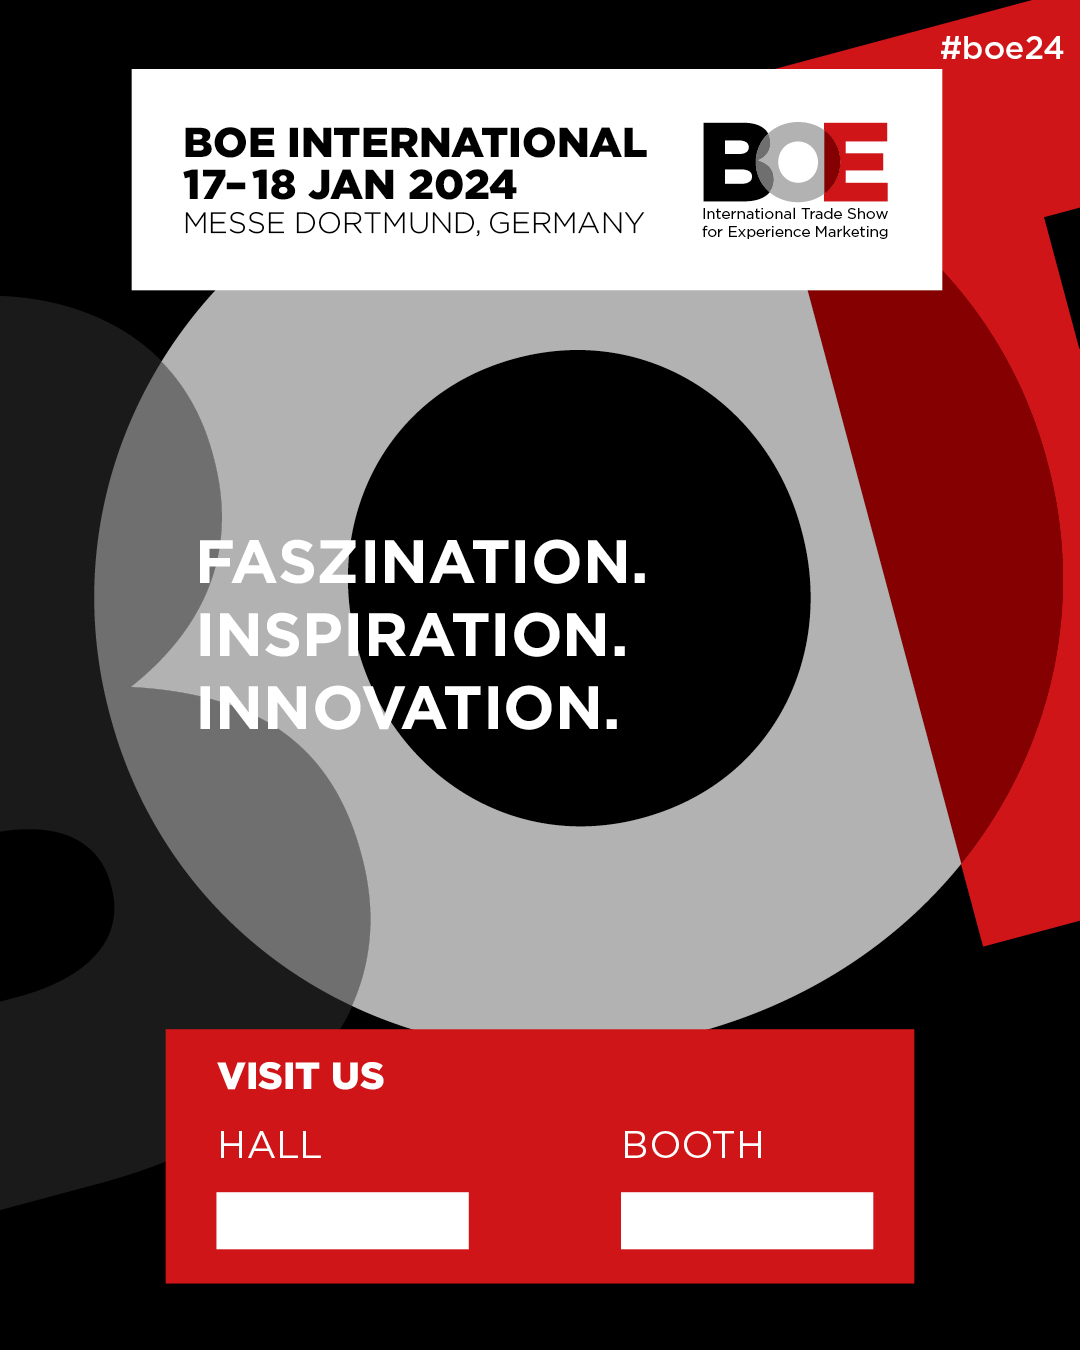 #boe24
BOE INTERNATIONAL
17–18 JAN 2024
MESSE DORTMUND, GERMANY
BOE
International Trade Show
for Experience Marketing
FASZINATION.
INSPIRATION.
INNOVATION.
VISIT US
HALL
BOOTH